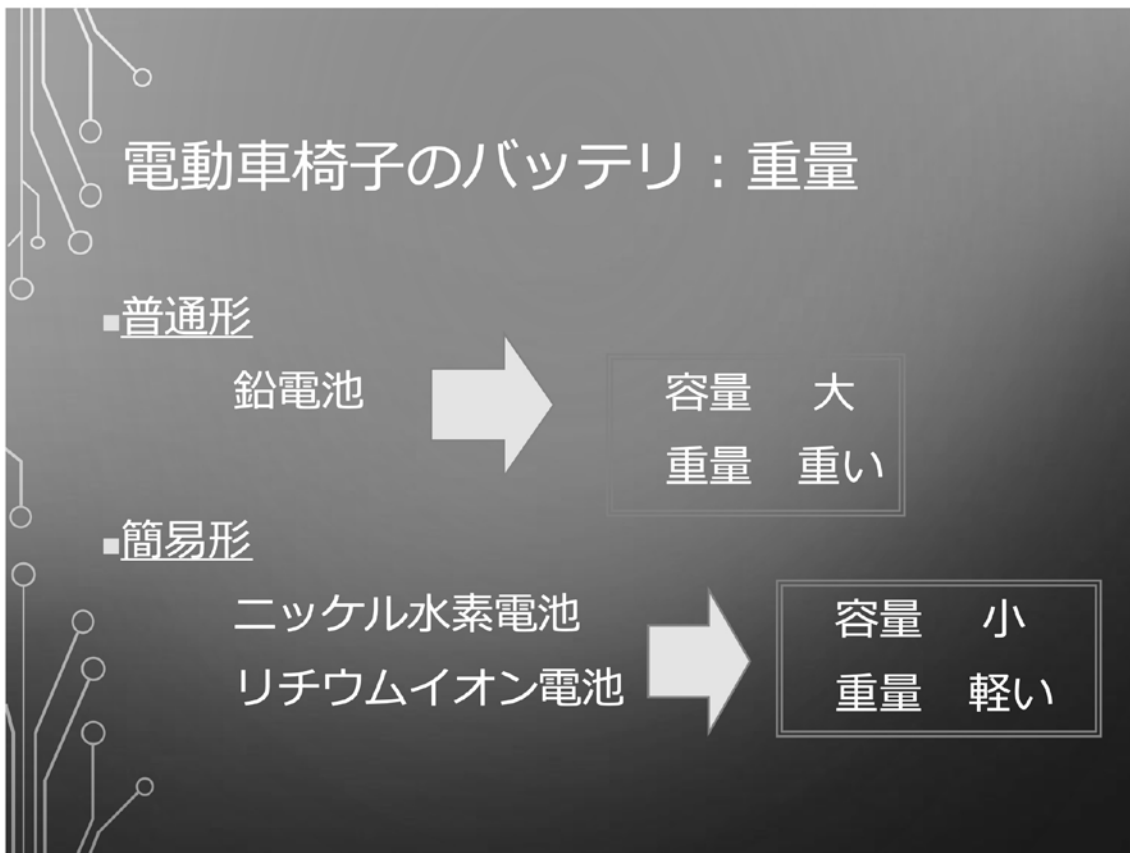 電動車椅子のバッテリ：重量
■普通形
鉛電池
容量　大
重量　重い
■簡易形
ニッケル水素電池
リチウムイオン電池
容量　小
重量　軽い